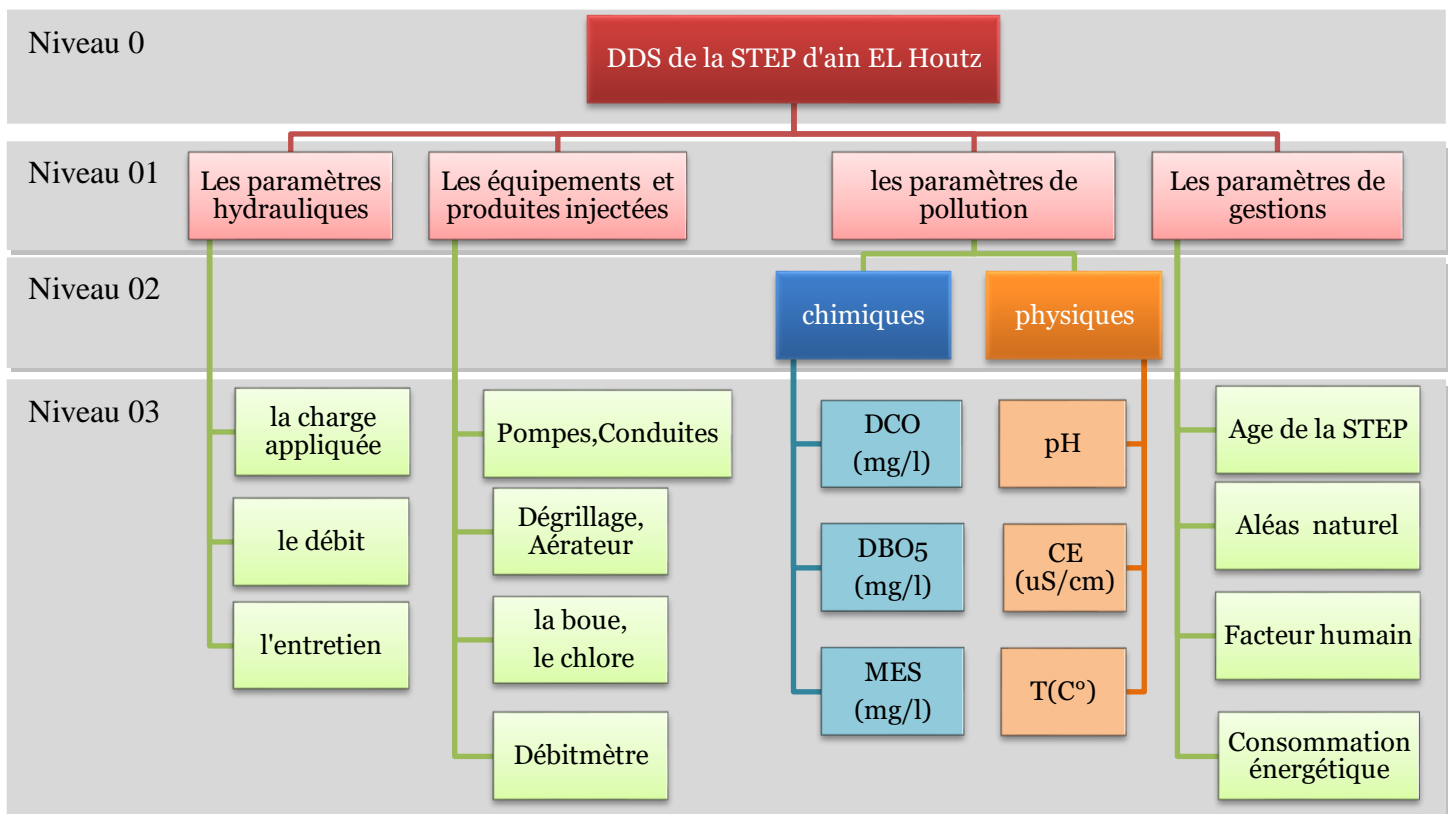 Niveau 0
DDS de la STEP d'ain EL Houtz
Niveau 01
Les paramètres
hydrauliques
Les équipements et
produites injectées
les paramètres de
pollution
Les paramètres de
gestions
Niveau 02
chimiques
physiques
Niveau 03
la charge
appliquée
le débit
l'entretien
Pompes,Conduites
Dégrillage,
Aérateur
la boue,
le chlore
Débitmètre
DCO
(mg/l)
DBO5
(mg/l)
MES
(mg/l)
pH
CE
(uS/cm)
T(C°)
Age de la STEP
Aléas naturel
Facteur humain
Consommation
énergétique